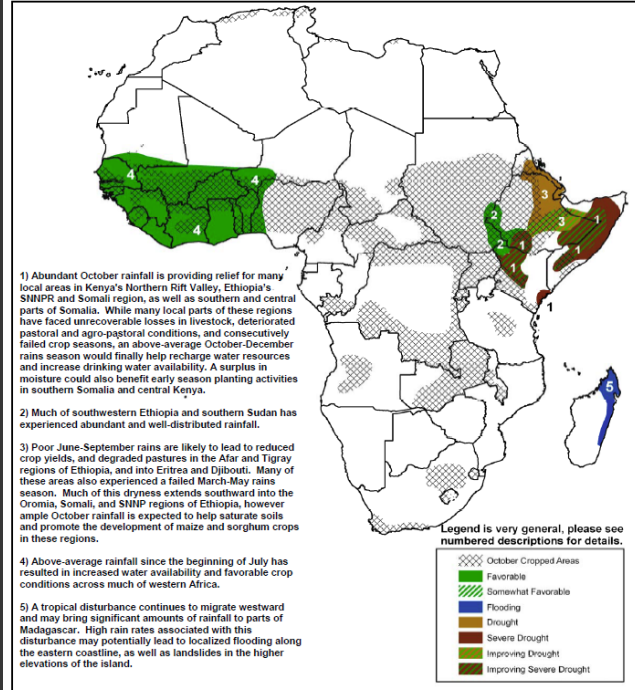 4
4
4
3
2
3
1
2
1
1
1
1
5
1) Abundant October rainfall is providing relief for many
local areas in Kenya's Northern Rift Valley, Ethiopia's
SNNPR and Somali region, as well as southern and central
parts of Somalia. While many local parts of these regions
have faced unrecoverable losses in livestock, deteriorated
pastoral and agro-pastoral conditions, and consecutively
failed crop seasons, an above-average October-December
rains season would finally help recharge water resources
and increase drinking water availability. A surplus in
moisture could also benefit early season planting activities
in southern Somalia and central Kenya.
2) Much of southwestern Ethiopia and southern Sudan has
experienced abundant and well-distributed rainfall.
3) Poor June-September rains are likely to lead to reduced
crop yields, and degraded pastures in the Afar and Tigray
regions of Ethiopia, and into Eritrea and Djibouti. Many of
these areas also experienced a failed March-May rains
season. Much of this dryness extends southward into the
Oromia, Somali, and SNNP regions of Ethiopia, however
ample October rainfall is expected to help saturate soils
and promote the development of maize and sorghum crops
in these regions.
4) Above-average rainfall since the beginning of July has
resulted in increased water availability and favorable crop
conditions across much of western Africa.
5) A tropical disturbance continues to migrate westward
and may bring significant amounts of rainfall to parts of
Madagascar. High rain rates associated with this
disturbance may potentially lead to localized flooding along
the eastern coastline, as well as landslides in the higher
elevations of the island.
Legend is very general, please see
numbered descriptions for details.
October Cropped Areas
Favorable
Somewhat Favorable
Flooding
Drought
Severe Drought
Improving Drought
Improving Severe Drought